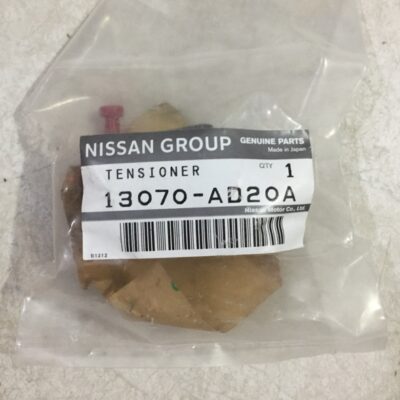 NISSAN GROUP GENUINE PARTS
Made in Japan
TENSIONER QTY 1
13070-AD20A
Nissan Motor Co., Ltd.
B1212